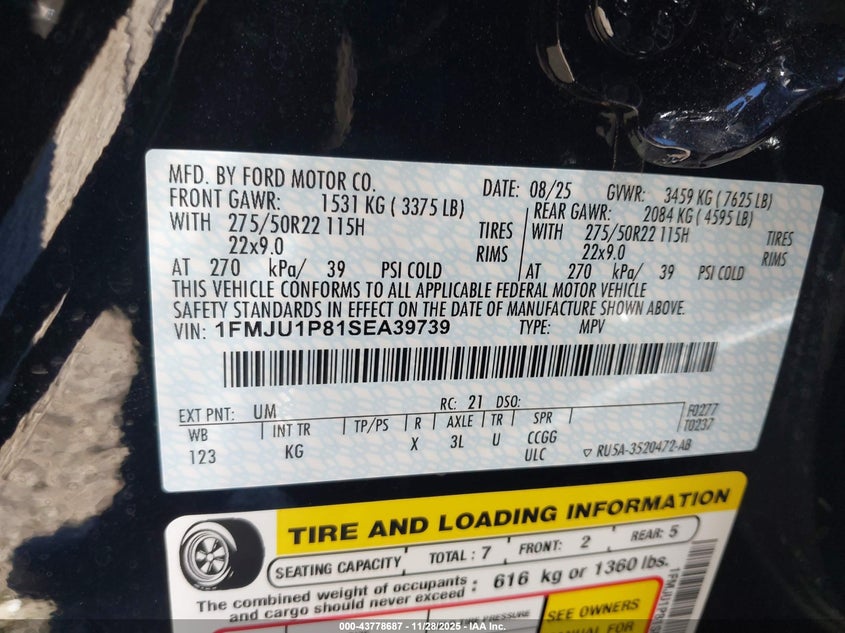 MFD. BY FORD MOTOR CO.
DATE: 08/25 GVWR: 3459 KG ( 7625 LB)
FRONT GAWR: 1531 KG ( 3375 LB)
REAR GAWR: 2084 KG ( 4595 LB)
WITH 275/50R22 115H TIRES
WITH 275/50R22 115H TIRES
22x9.0 RIMS
22x9.0 RIMS
AT 270 kPa/ 39 PSI COLD
AT 270 kPa/ 39 PSI COLD
THIS VEHICLE CONFORMS TO ALL APPLICABLE FEDERAL MOTOR VEHICLE
SAFETY STANDARDS IN EFFECT ON THE DATE OF MANUFACTURE SHOWN ABOVE.
VIN: 1FMJU1P81SEA39739 TYPE: MPV
EXT PNT: UM RC: 21 DSO:
WB INT TR TP/PS R AXLE TR SPR
123 KG X 3L U CCGG
ULC
F0277
T0237
RU5A-3520472-AB
TIRE AND LOADING INFORMATION
SEATING CAPACITY TOTAL : 7 FRONT: 2 REAR: 5
The combined weight of occupants
and cargo should never exceed : 616 kg or 1360 lbs.
SEE OWNERS
MANUAL FOR
000-43778687 - 11/28/2025 - IAA, Inc.